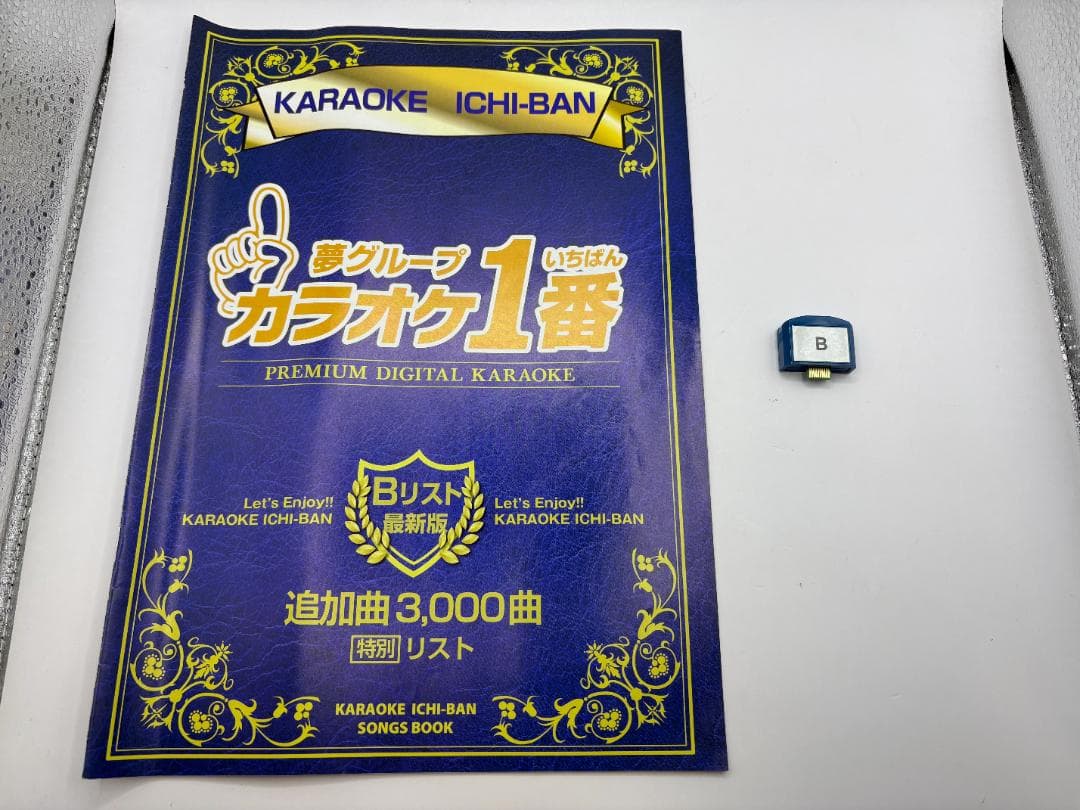 KARAOKE ICHI-BAN
夢グループ
いちばん
カラオケ1番
PREMIUM DIGITAL KARAOKE
Let's Enjoy!!
KARAOKE ICHI-BAN
Bリスト
最新版
Let's Enjoy!!
KARAOKE ICHI-BAN
追加曲3,000曲
特別 リスト
KARAOKE ICHI-BAN
SONGS BOOK
B